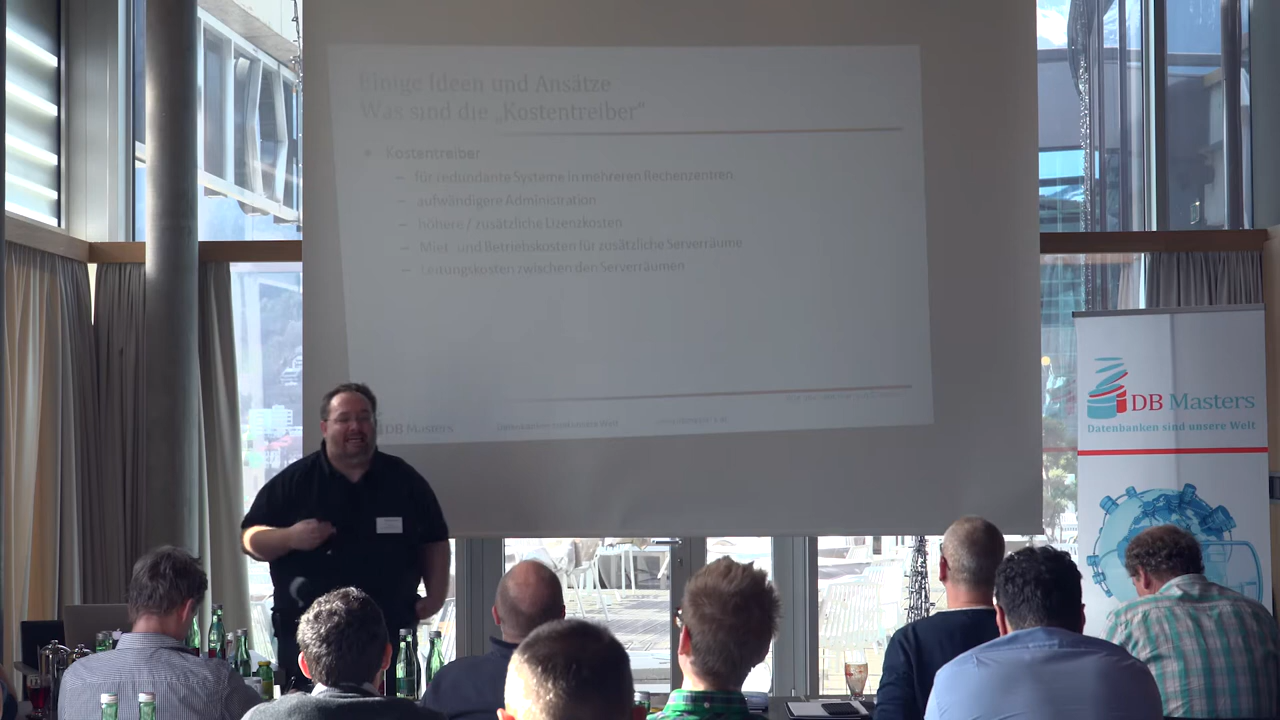 Einige Ideen und Ansätze
Was sind die „Kostentreiber“
• Kostentreiber
– für redundante Systeme in mehreren Rechenzentren
– aufwändigere Administration
– höhere / zusätzliche Lizenzkosten
– Miet- und Betriebskosten für zusätzliche Serverräume
– Leitungskosten zwischen den Serverräumen
DB Masters
DB Masters
Datenbanken sind unsere Welt